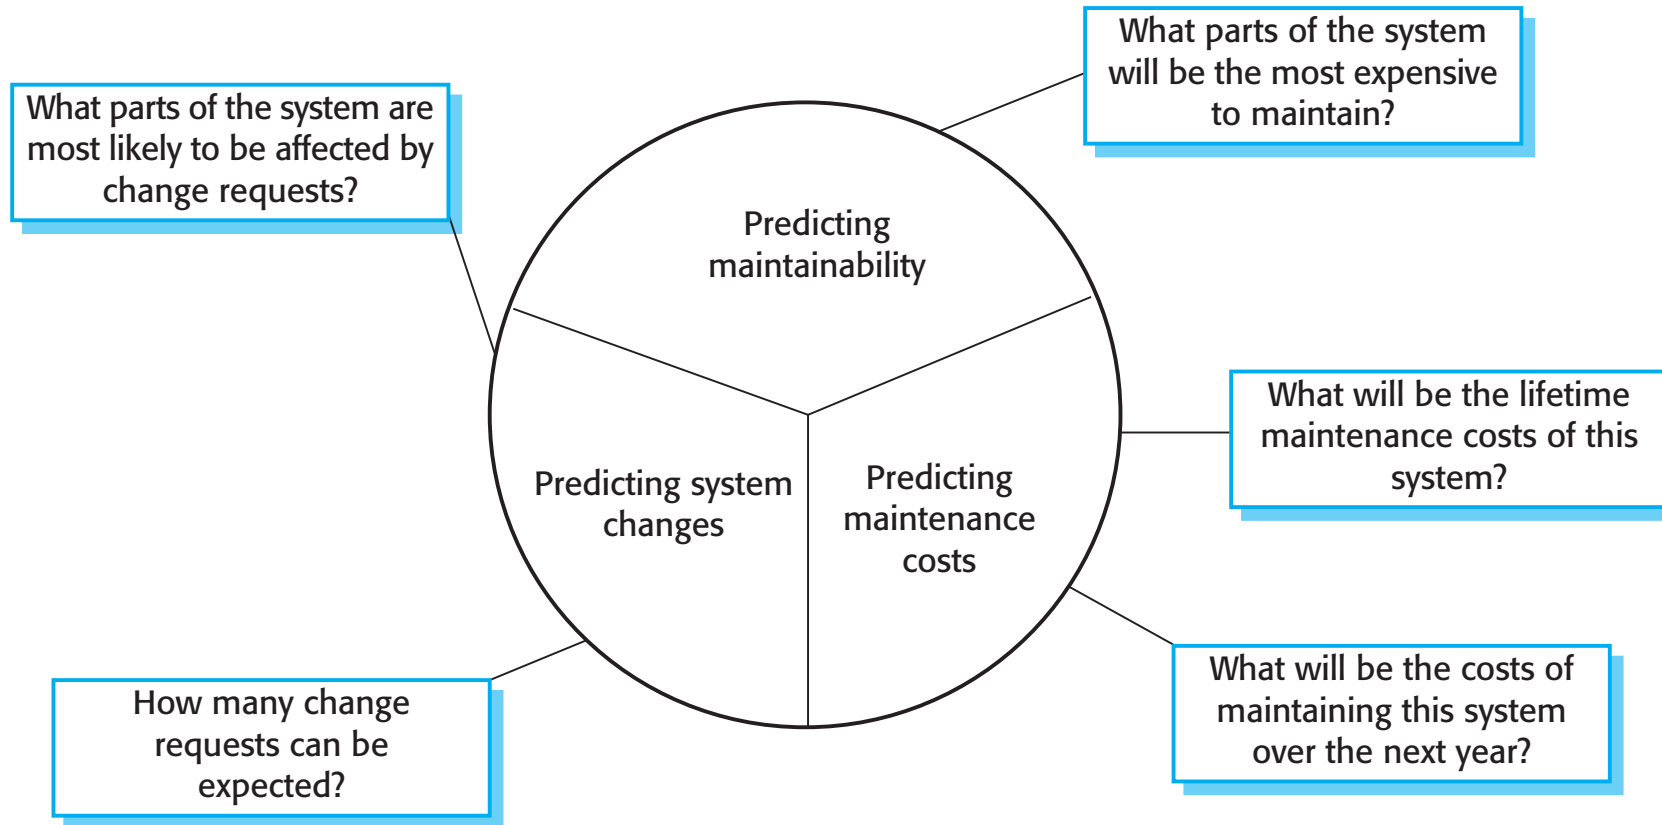 What parts of the system
will be the most expensive
to maintain?
What parts of the system are
most likely to be affected by
change requests?
Predicting
maintainability
What will be the lifetime
maintenance costs of this
system?
Predicting system
changes
Predicting
maintenance
costs
What will be the costs of
maintaining this system
over the next year?
How many change
requests can be
expected?